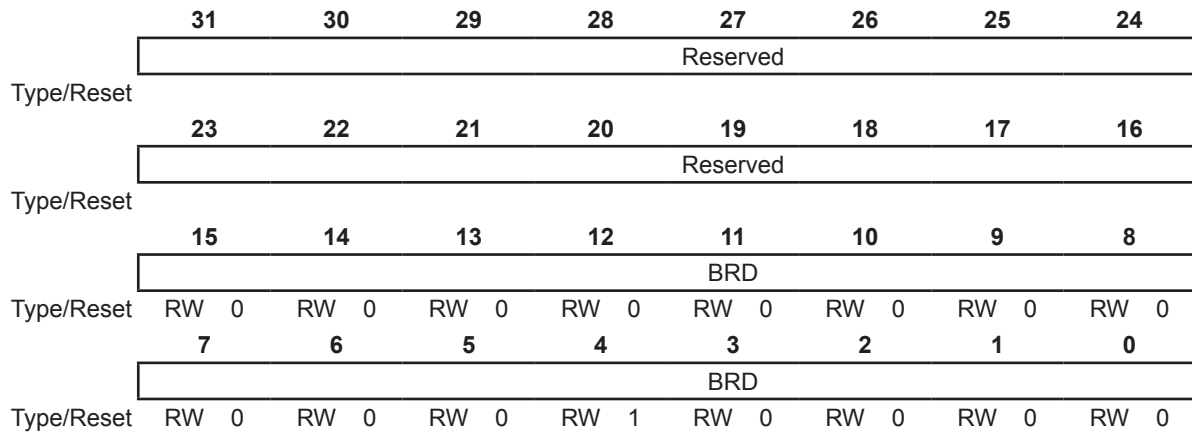 31 30 29 28 27 26 25 24
Reserved
Type/Reset
23 22 21 20 19 18 17 16
Reserved
Type/Reset
15 14 13 12 11 10 9 8
BRD
Type/Reset RW 0 RW 0 RW 0 RW 0 RW 0 RW 0 RW 0 RW 0
7 6 5 4 3 2 1 0
BRD
Type/Reset RW 0 RW 0 RW 0 RW 1 RW 0 RW 0 RW 0 RW 0